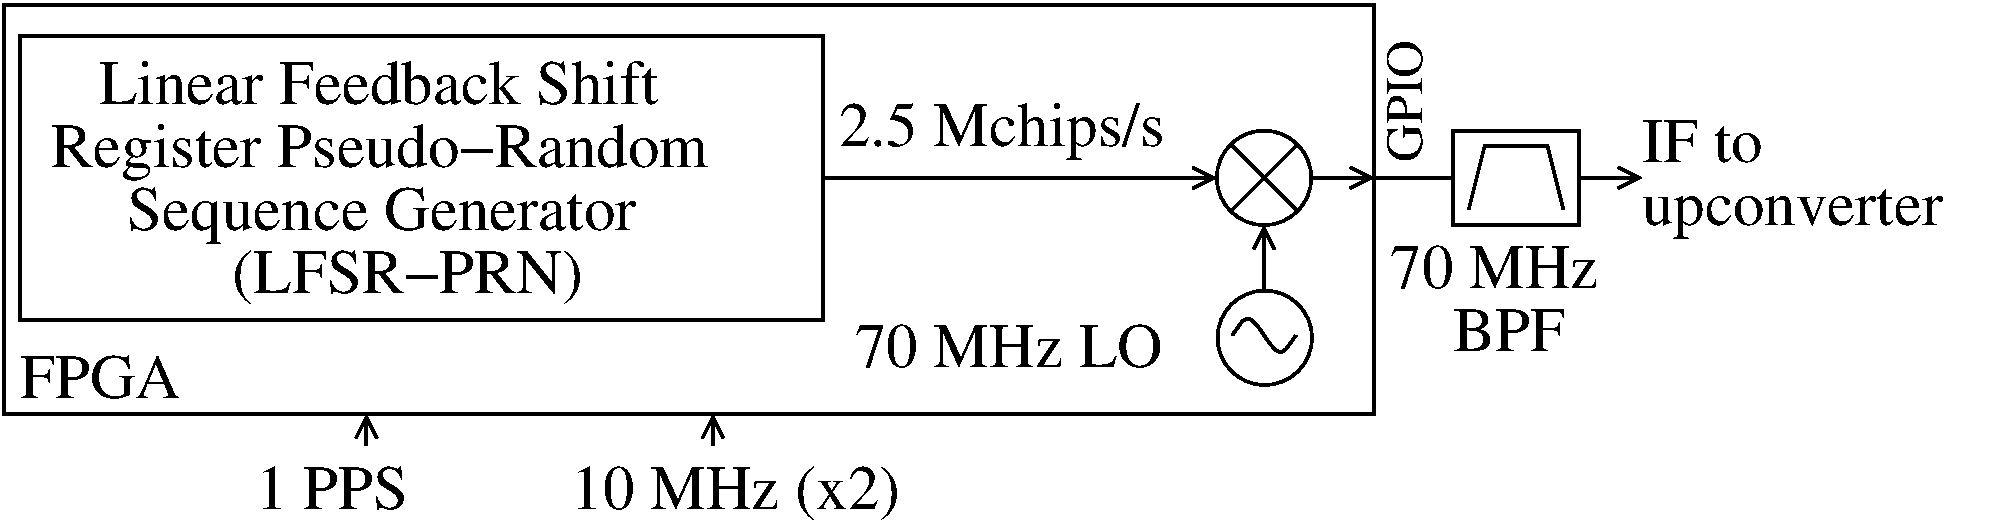 Linear Feedback Shift
Register Pseudo−Random
Sequence Generator
(LFSR−PRN)
2.5 Mchips/s
GPIO
IF to
upconverter
70 MHz
BPF
70 MHz LO
FPGA
1 PPS
10 MHz (x2)